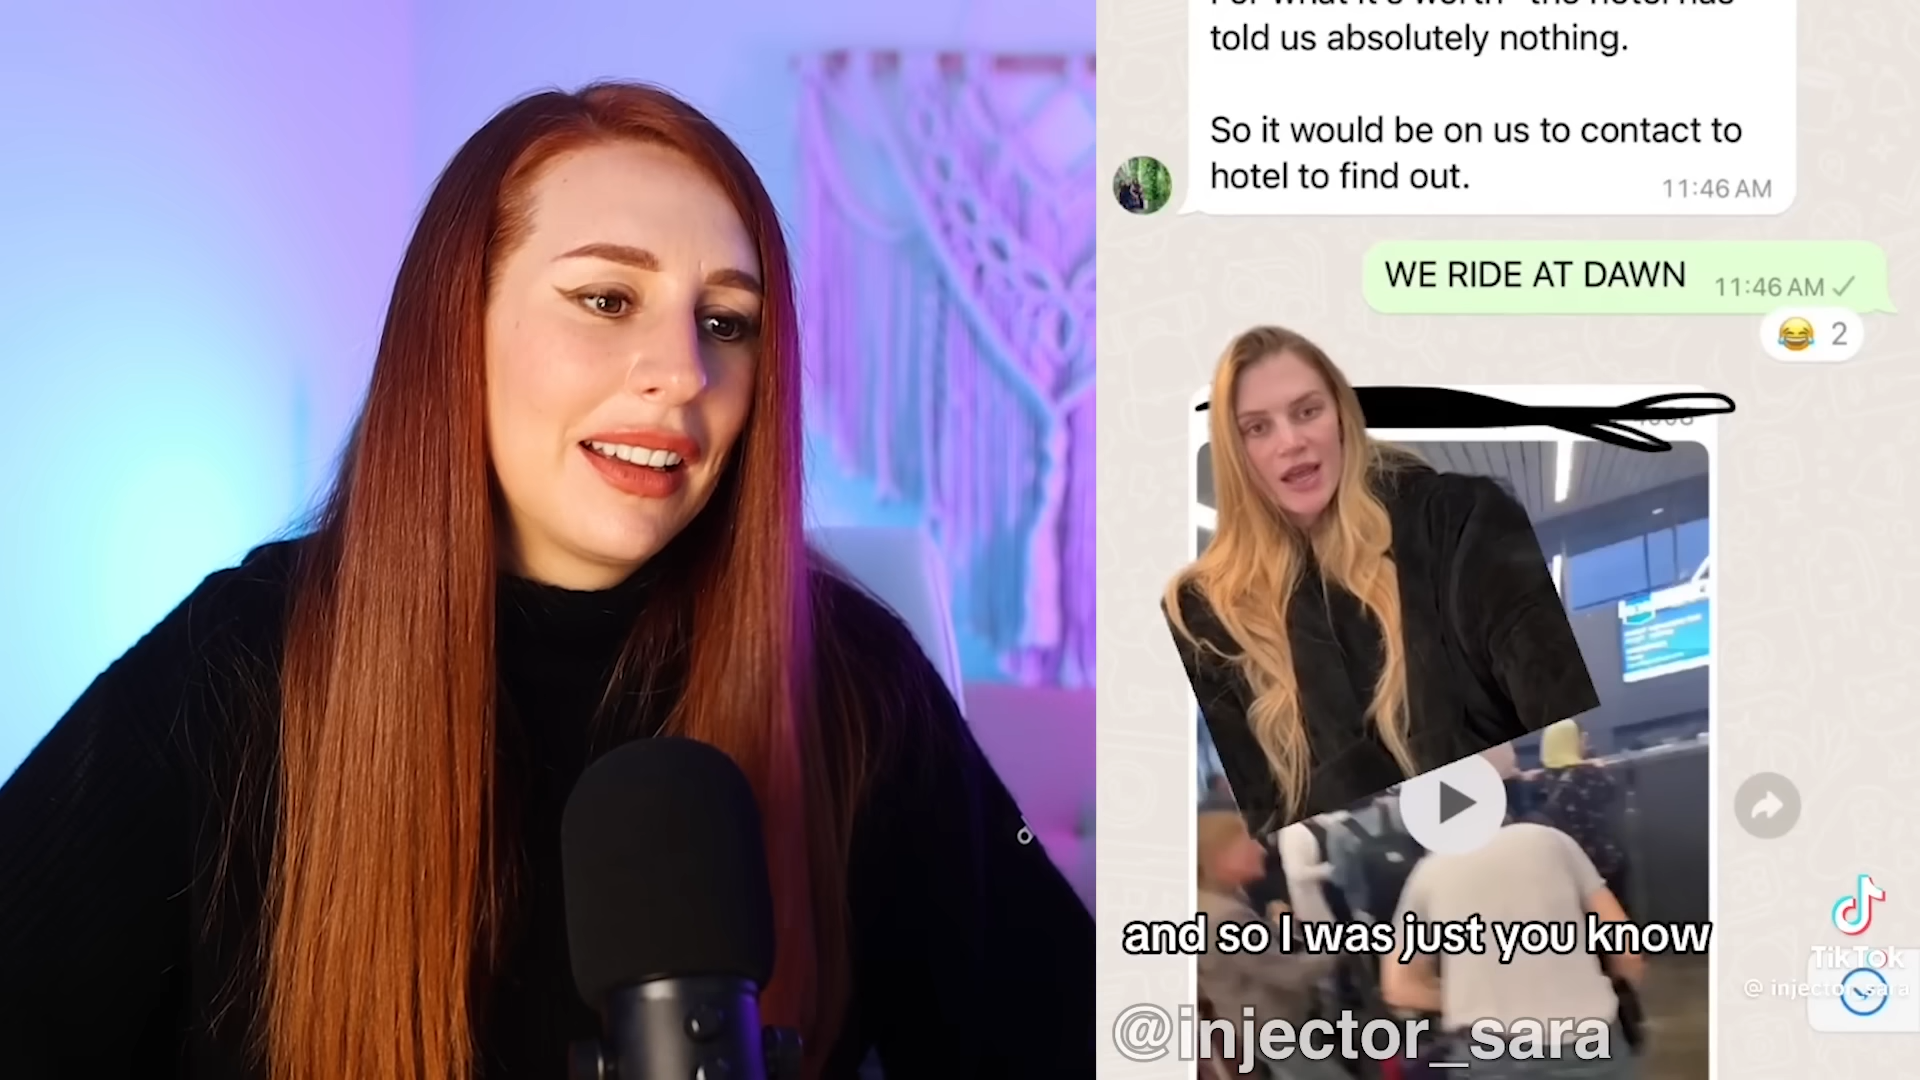 told us absolutely nothing.
So it would be on us to contact to
hotel to find out.
11:46 AM
WE RIDE AT DAWN
11:46 AM
2
and so I was just you know
TikTok
@injector_sara
@injector_sara